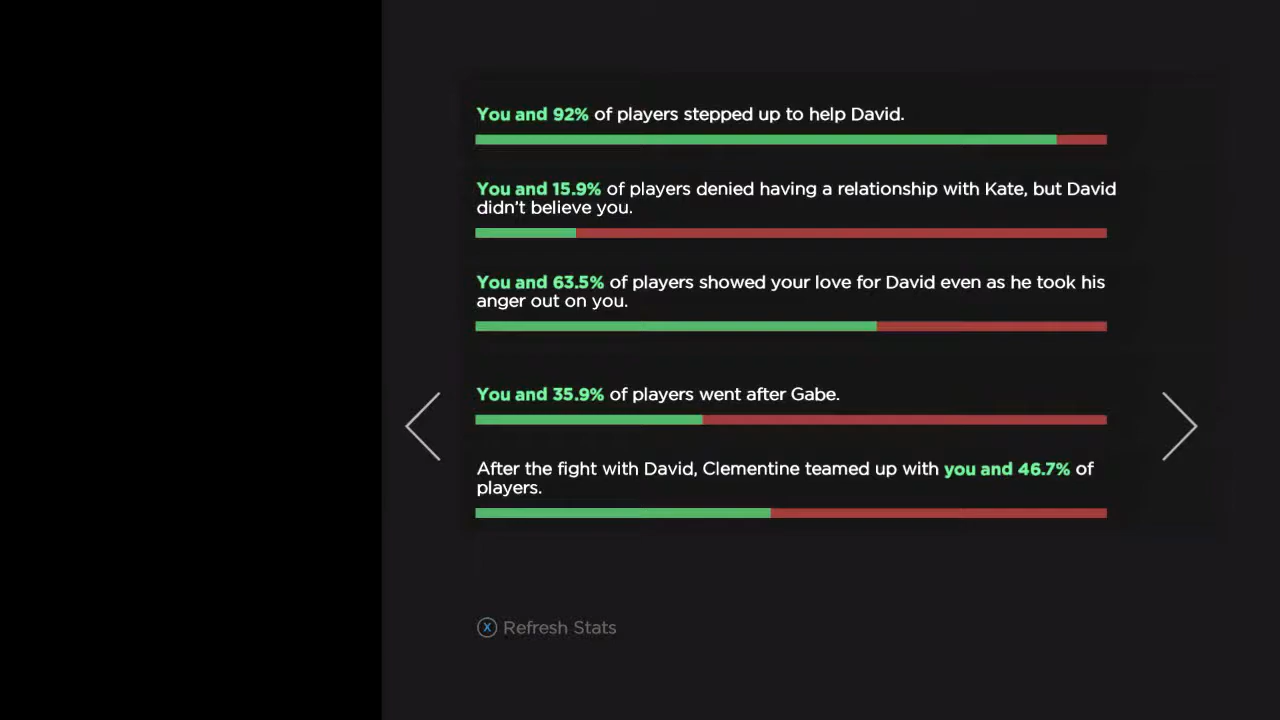 You and 92% of players stepped up to help David.
You and 15.9% of players denied having a relationship with Kate, but David
didn't believe you.
You and 63.5% of players showed your love for David even as he took his
anger out on you.
You and 35.9% of players went after Gabe.
After the fight with David, Clementine teamed up with you and 46.7% of
players.
X Refresh Stats